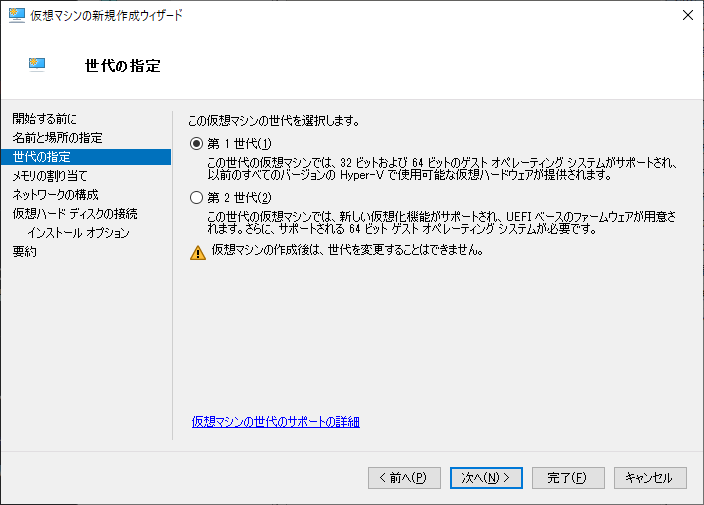 仮想マシンの新規作成ウィザード
世代の指定
開始する前に
名前と場所の指定
世代の指定
メモリの割り当て
ネットワークの構成
仮想ハード ディスクの接続
インストール オプション
要約
この仮想マシンの世代を選択します。
第 1 世代(1)
この世代の仮想マシンでは、32 ビットおよび 64 ビットのゲスト オペレーティング システムがサポートされ、
以前のすべてのバージョンの Hyper-V で使用可能な仮想ハードウェアが提供されます。
第 2 世代(2)
この世代の仮想マシンでは、新しい仮想化機能がサポートされ、UEFI ベースのファームウェアが用意さ
れます。さらに、サポートされる 64 ビット ゲスト オペレーティング システムが必要です。
仮想マシンの作成後は、世代を変更することはできません。
仮想マシンの世代のサポートの詳細
< 前へ(P)
次へ(N) >
完了(F)
キャンセル